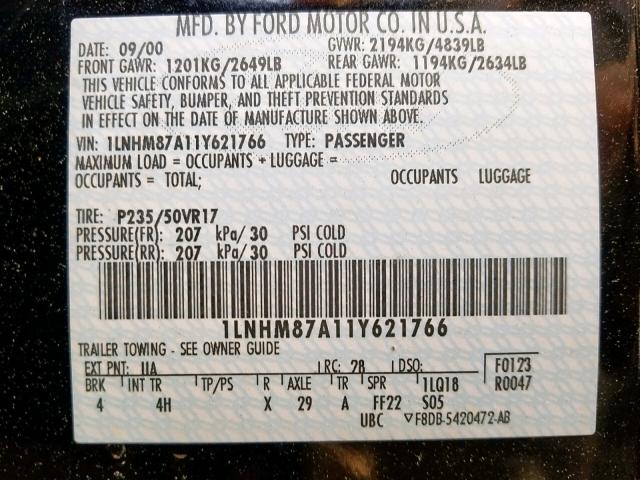 MFD. BY FORD MOTOR CO. IN U.S.A.
DATE: 09/00 GVWR: 2194KG/4839LB
FRONT GAWR: 1201KG/2649LB REAR GAWR: 1194KG/2634LB
THIS VEHICLE CONFORMS TO ALL APPLICABLE FEDERAL MOTOR
VEHICLE SAFETY, BUMPER, AND THEFT PREVENTION STANDARDS
IN EFFECT ON THE DATE OF MANUFACTURE SHOWN ABOVE.
VIN: 1LNHM87A11Y621766 TYPE: PASSENGER
MAXIMUM LOAD = OCCUPANTS + LUGGAGE =
OCCUPANTS = TOTAL; OCCUPANTS LUGGAGE
TIRE: P235/50VR17
PRESSURE(FR): 207 kPa/30 PSI COLD
PRESSURE(RR): 207 kPa/30 PSI COLD
1LNHM87A11Y621766
TRAILER TOWING - SEE OWNER GUIDE
EXT PNT: UA RC: 28 DSO: F0123
BRK INT TR TP/PS R AXLE TR SPR 1LQ18 R0047
4 4H X 29 A FF22 S05
UBC ▽F8DB-5420472-AB